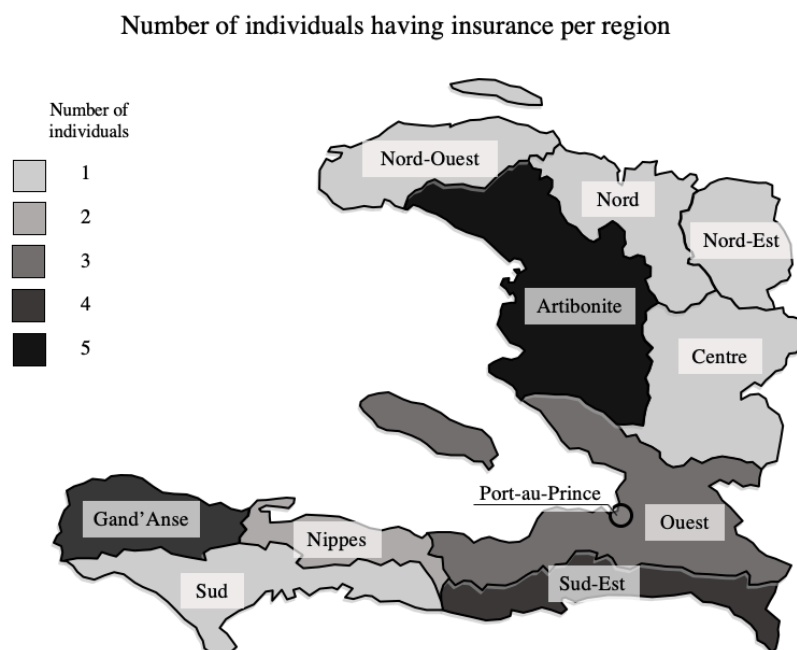 Number of individuals having insurance per region
Number of
individuals
1
2
3
4
5
Nord-Ouest
Nord
Nord-Est
Artibonite
Centre
Port-au-Prince
Ouest
Gand'Anse
Nippes
Sud
Sud-Est